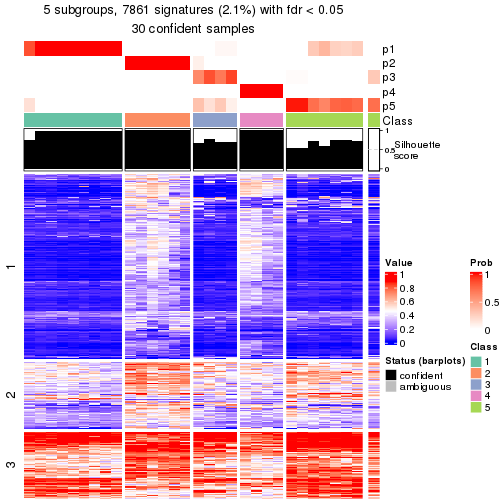 5 subgroups, 7861 signatures (2.1%) with fdr < 0.05
30 confident samples
p1
p2
p3
p4
p5
Class
1
0.5
0
Silhouette
score
1
2
3
Value
1
0.8
0.6
0.4
0.2
0
Status (barplots)
confident
ambiguous
Prob
1
0.5
0
Class
1
2
3
4
5